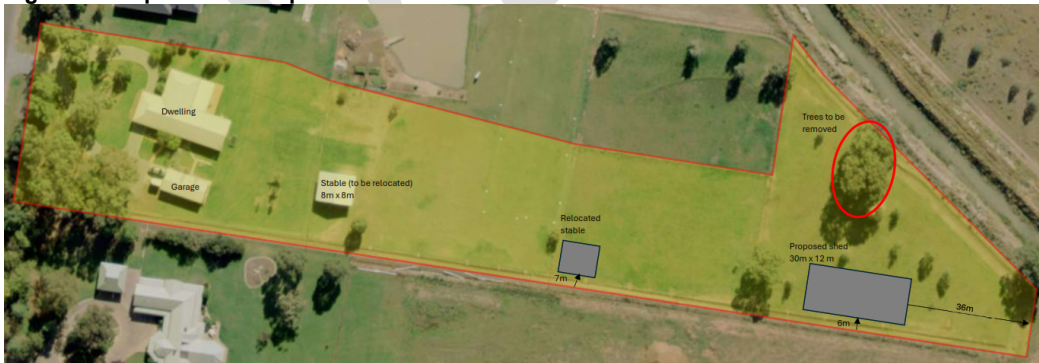 Dwelling
Garage
Stable (to be relocated)
8m x 8m
Relocated
stable
7m
Trees to be
removed
Proposed shed
30m x 12 m
36m
6m